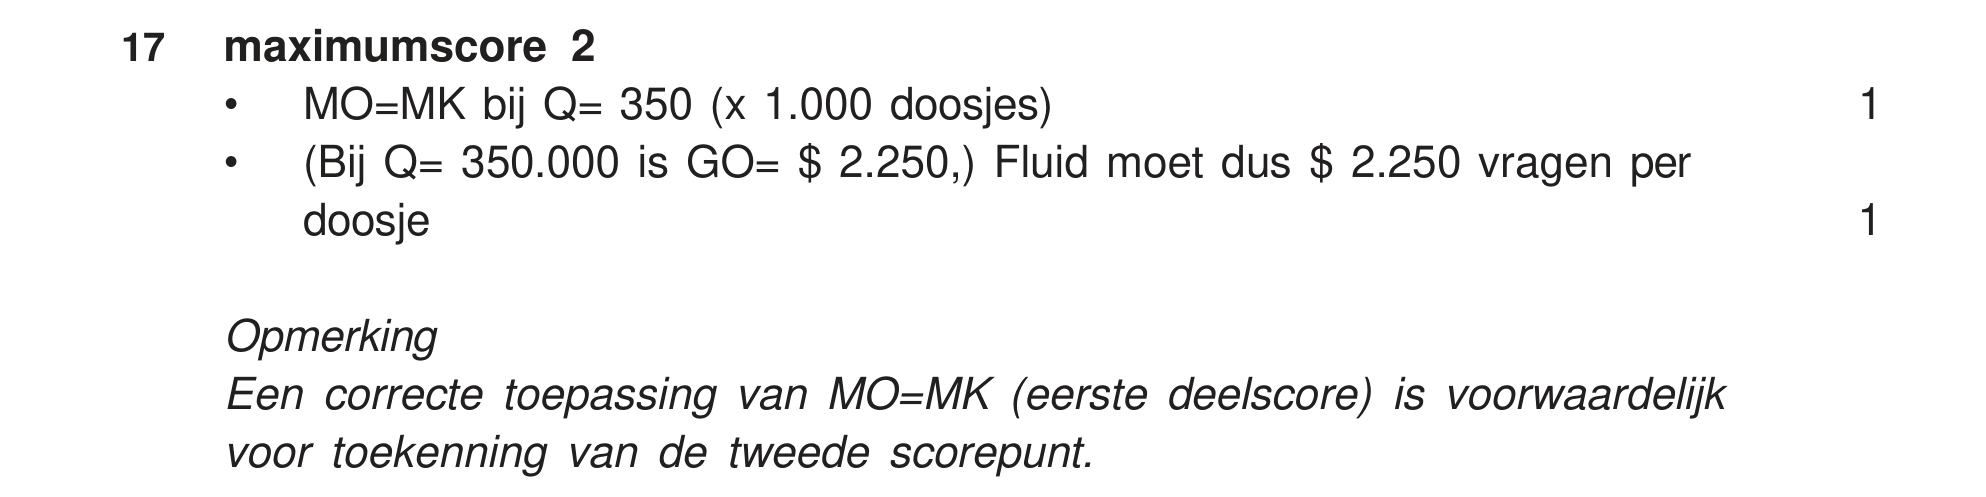 17 maximumscore 2
• MO=MK bij Q= 350 (x 1.000 doosjes) 1
• (Bij Q= 350.000 is GO= $ 2.250,) Fluid moet dus $ 2.250 vragen per
doosje 1
Opmerking
Een correcte toepassing van MO=MK (eerste deelscore) is voorwaardelijk
voor toekenning van de tweede scorepunt.